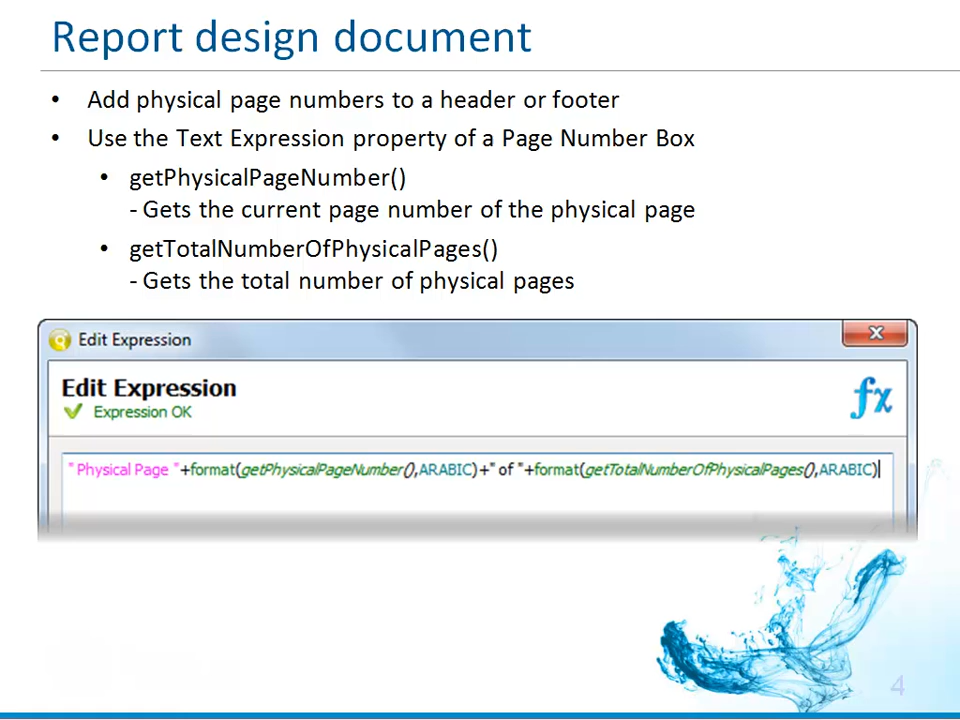 Report design document
• Add physical page numbers to a header or footer
• Use the Text Expression property of a Page Number Box
• getPhysicalPageNumber()
- Gets the current page number of the physical page
• getTotalNumberOfPhysicalPages()
- Gets the total number of physical pages
Edit Expression
Edit Expression
Expression OK
fx
" Physical Page "+format(getPhysicalPageNumber(),ARABIC)+" of "+format(getTotalNumberOfPhysicalPages(),ARABIC)
4